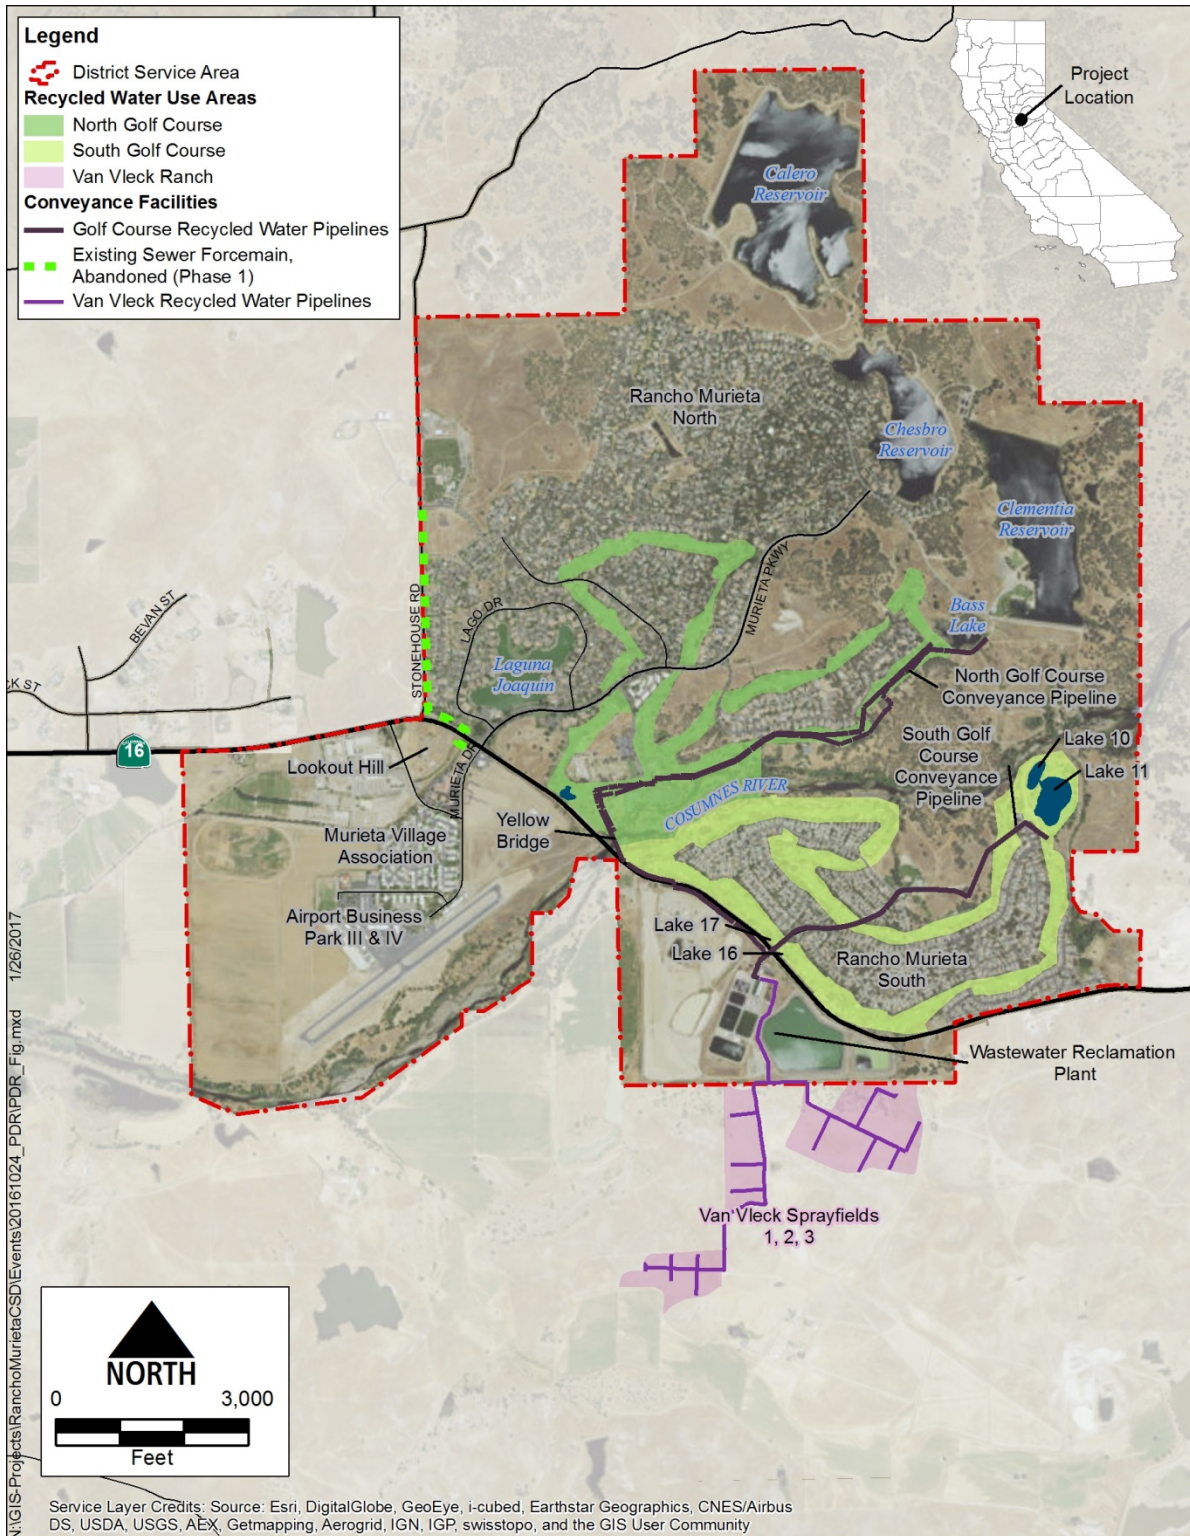 Legend
District Service Area
Recycled Water Use Areas
North Golf Course
South Golf Course
Van Vleck Ranch
Conveyance Facilities
Golf Course Recycled Water Pipelines
Existing Sewer Forcemain,
Abandoned (Phase 1)
Van Vleck Recycled Water Pipelines
Project
Location
Calero
Reservoir
Rancho Murieta
North
Chesbro
Reservoir
Clementia
Reservoir
MURIETA PKWY
BEVAN ST
STONEHOUSE RD
LAGO DR
Bass
Lake
Laguna
Joaquin
CK ST
North Golf Course
Conveyance Pipeline
South Golf
Course
Conveyance
Pipeline
Lake 10
Lake 11
16
Lookout Hill
MURIETA DR
COSUMNES RIVER
Yellow
Bridge
Murieta Village
Association
Airport Business
Park III & IV
Lake 17
Lake 16
Rancho Murieta
South
Wastewater Reclamation
Plant
Van Vleck Sprayfields
1, 2, 3
NORTH
0 3,000
Feet
N:\GIS-Projects\RanchoMurietaCSD\Events\20161024_PDR\PDR_Fig.mxd 1/26/2017
Service Layer Credits: Source: Esri, DigitalGlobe, GeoEye, i-cubed, Earthstar Geographics, CNES/Airbus
DS, USDA, USGS, AEX, Getmapping, Aerogrid, IGN, IGP, swisstopo, and the GIS User Community